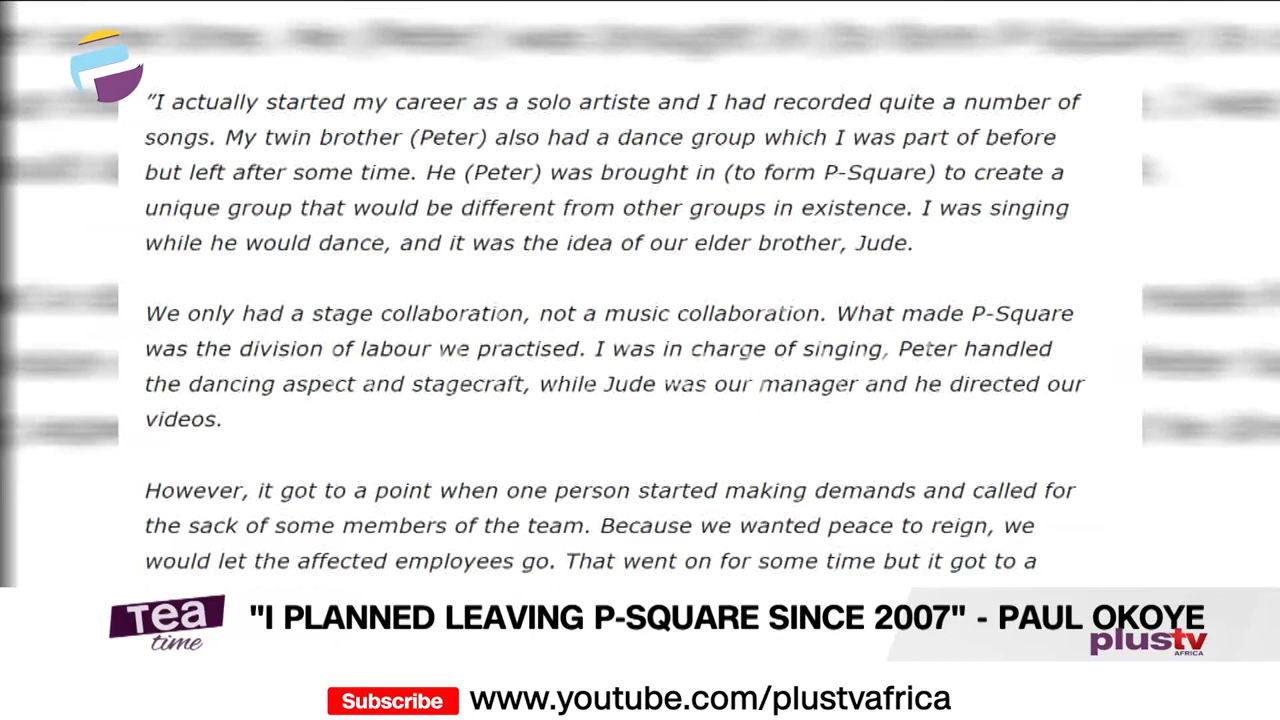 "I actually started my career as a solo artiste and I had recorded quite a number of
songs. My twin brother (Peter) also had a dance group which I was part of before
but left after some time. He (Peter) was brought in (to form P-Square) to create a
unique group that would be different from other groups in existence. I was singing
while he would dance, and it was the idea of our elder brother, Jude.
We only had a stage collaboration, not a music collaboration. What made P-Square
was the division of labour we practised. I was in charge of singing, Peter handled
the dancing aspect and stagecraft, while Jude was our manager and he directed our
videos.
However, it got to a point when one person started making demands and called for
the sack of some members of the team. Because we wanted peace to reign, we
would let the affected employees go. That went on for some time but it got to a
Tea
time
"I PLANNED LEAVING P-SQUARE SINCE 2007" - PAUL OKOYE
plustv
AFRICA
Subscribe www.youtube.com/plustvafrica